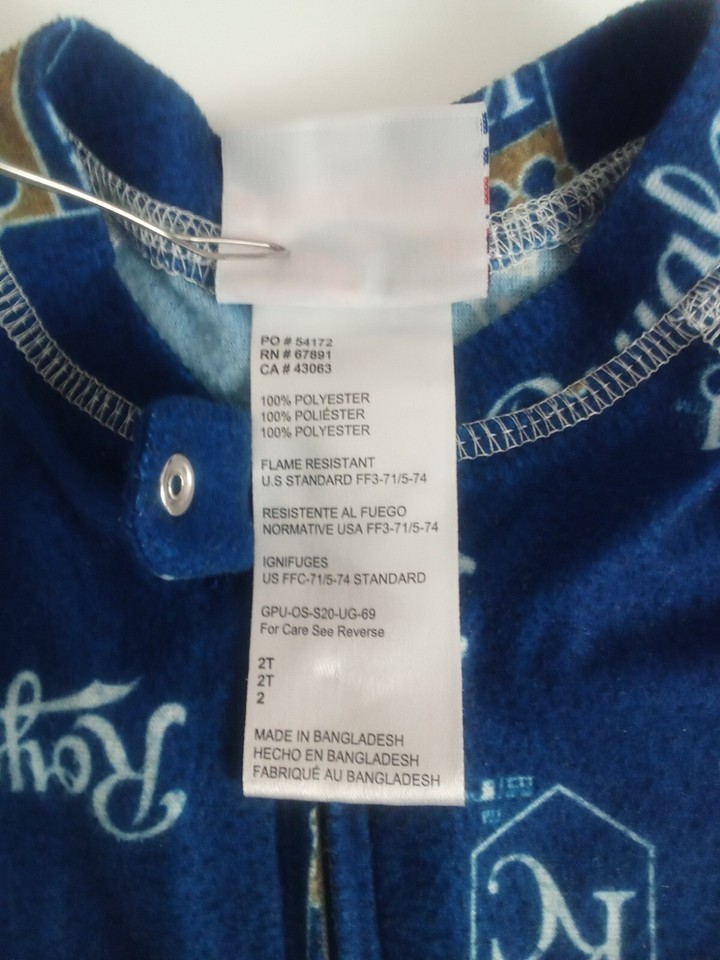 PO # 54172
RN # 67891
CA # 43063
100% POLYESTER
100% POLIÉSTER
100% POLYESTER
FLAME RESISTANT
U.S STANDARD FF3-71/5-74
RESISTENTE AL FUEGO
NORMATIVE USA FF3-71/5-74
IGNIFUGES
US FFC-71/5-74 STANDARD
GPU-OS-S20-UG-69
For Care See Reverse
2T
2T
2
MADE IN BANGLADESH
HECHO EN BANGLADESH
FABRIQUÉ AU BANGLADESH
Roy
KC